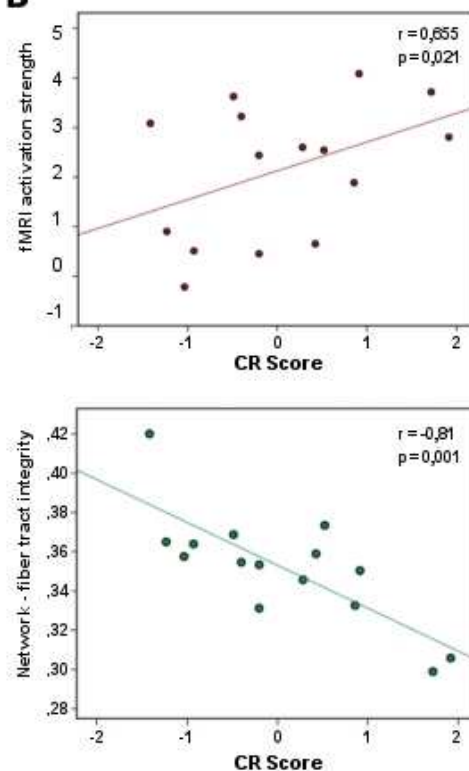 5
4
3
2
1
0
-1
fMRI activation strength
r = 0,655
p = 0,021
-2 -1 0 1 2
CR Score
,42
,40
,38
,36
,34
,32
,30
,28
Network - fiber tract integrity
r = -0,81
p = 0,001
-2 -1 0 1 2
CR Score